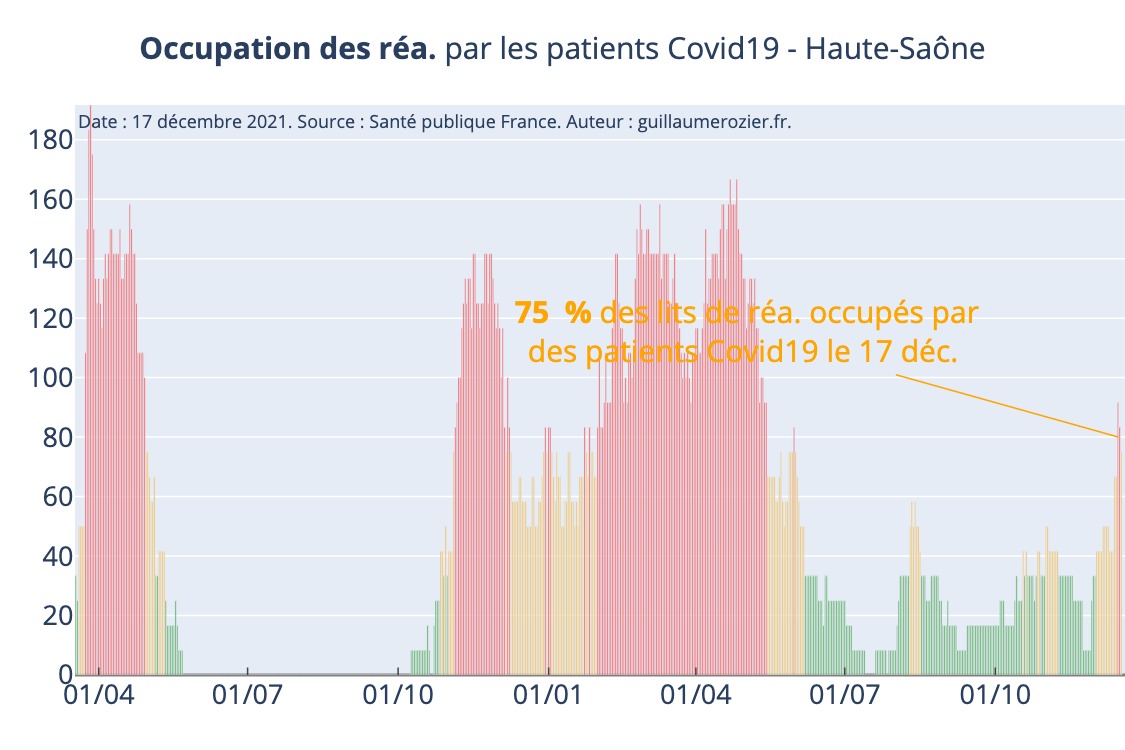 Occupation des réa. par les patients Covid19 - Haute-Saône
Date : 17 décembre 2021. Source : Santé publique France. Auteur : guillaumerozier.fr.
180
160
140
120
100
80
60
40
20
0
75 % des lits de réa. occupés par
des patients Covid19 le 17 déc.
01/04 01/07 01/10 01/01 01/04 01/07 01/10